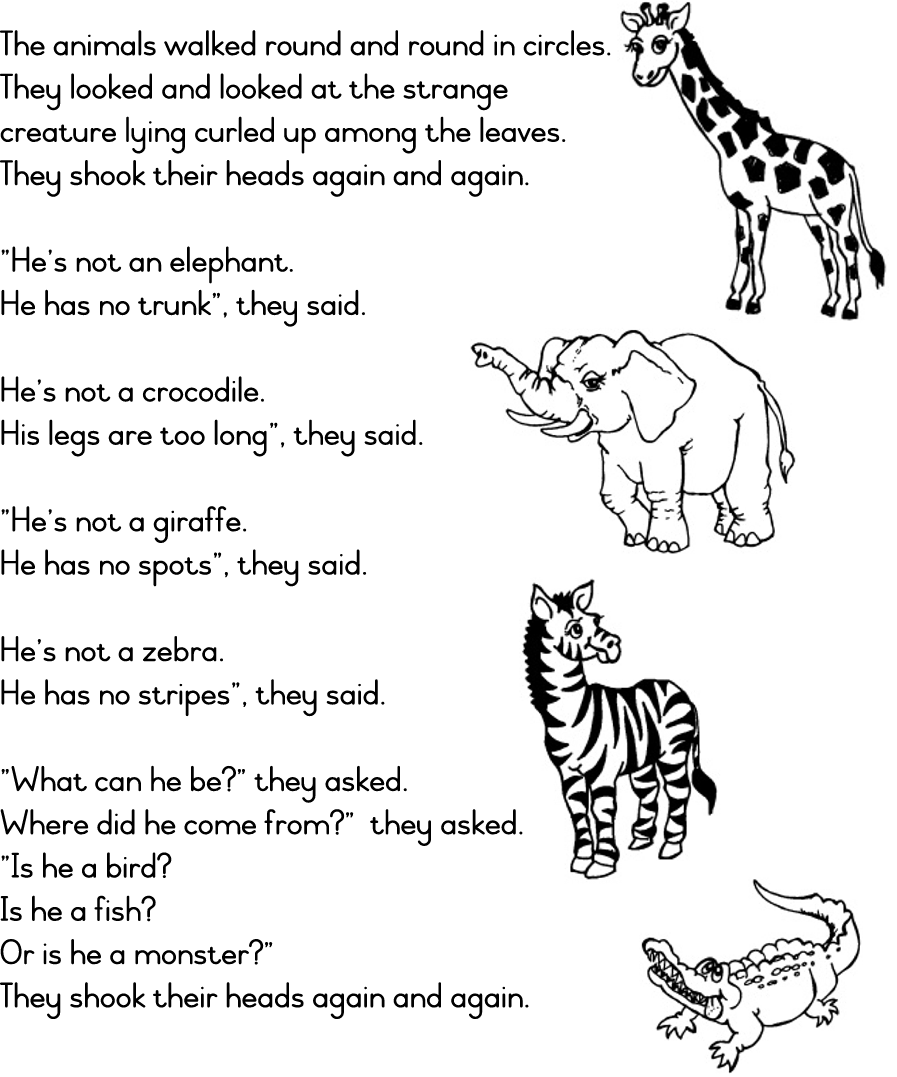 The animals walked round and round in circles.
They looked and looked at the strange
creature lying curled up among the leaves.
They shook their heads again and again.
"He's not an elephant.
He has no trunk", they said.
He's not a crocodile.
His legs are too long", they said.
"He's not a giraffe.
He has no spots", they said.
He's not a zebra.
He has no stripes", they said.
"What can he be?" they asked.
Where did he come from?"  they asked.
"Is he a bird?
Is he a fish?
Or is he a monster?"
They shook their heads again and again.